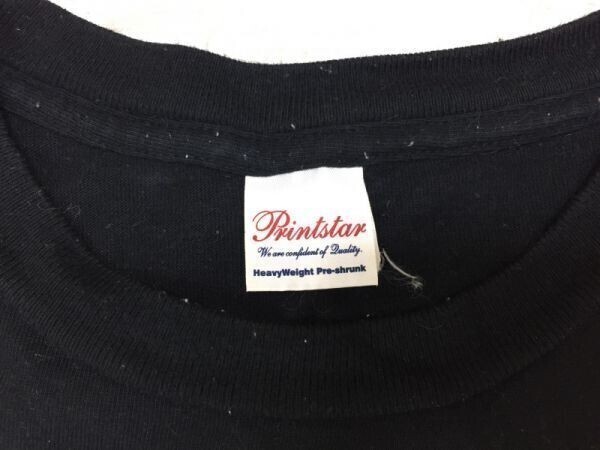 Printstar
We are confident of Quality.
HeavyWeight Pre-shrunk